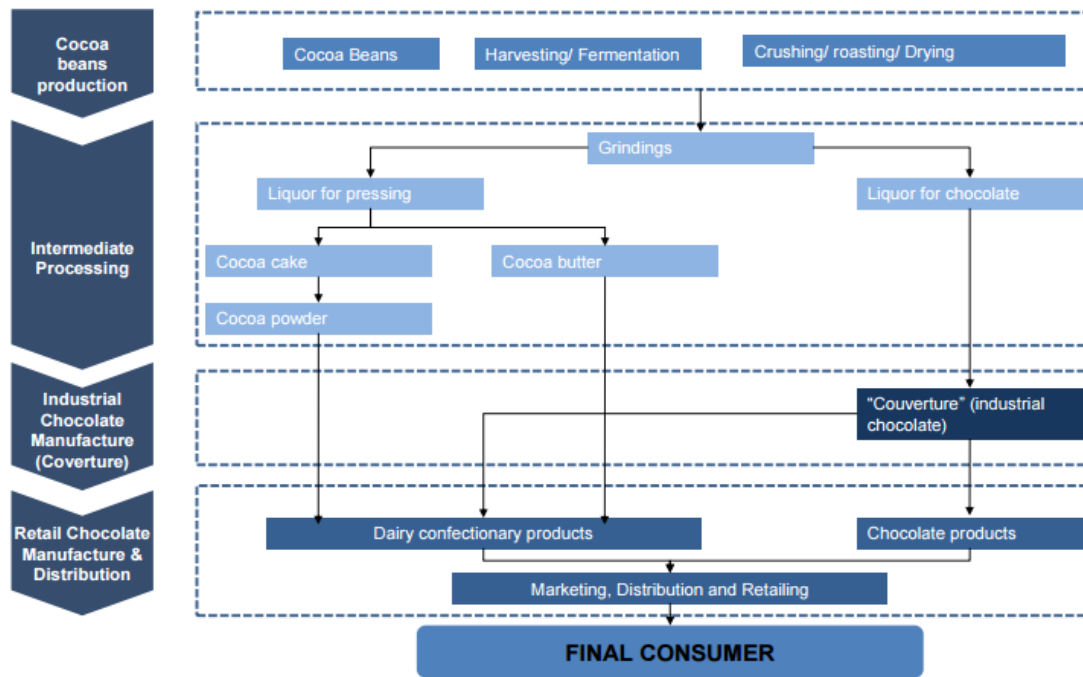 Cocoa
beans
production
Cocoa Beans
Harvesting/ Fermentation
Crushing/ roasting/ Drying
Intermediate
Processing
Grindings
Liquor for pressing
Liquor for chocolate
Cocoa cake
Cocoa butter
Cocoa powder
Industrial
Chocolate
Manufacture
(Coverture)
“Couverture” (industrial
chocolate)
Retail Chocolate
Manufacture &
Distribution
Dairy confectionary products
Chocolate products
Marketing, Distribution and Retailing
FINAL CONSUMER